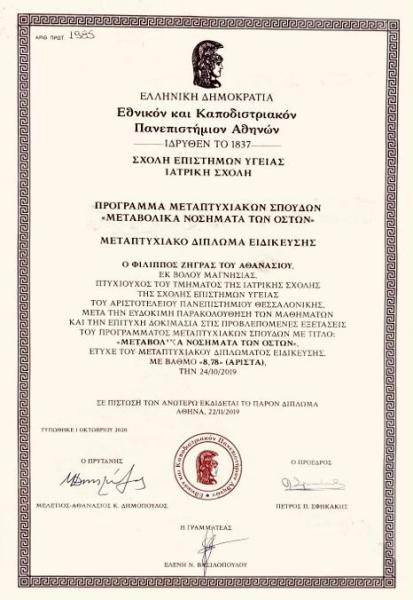 ΑΡΙΘ. ΠΡΩΤ. 1985
ΕΛΛΗΝΙΚΗ ΔΗΜΟΚΡΑΤΙΑ
Εθνικόν και Καποδιστριακόν
Πανεπιστήμιον Αθηνών
ΙΔΡΥΘΕΝ ΤΟ 1837
ΣΧΟΛΗ ΕΠΙΣΤΗΜΩΝ ΥΓΕΙΑΣ
ΙΑΤΡΙΚΗ ΣΧΟΛΗ
ΠΡΟΓΡΑΜΜΑ ΜΕΤΑΠΤΥΧΙΑΚΩΝ ΣΠΟΥΔΩΝ
«ΜΕΤΑΒΟΛΙΚΑ ΝΟΣΗΜΑΤΑ ΤΩΝ ΟΣΤΩΝ»
ΜΕΤΑΠΤΥΧΙΑΚΟ ΔΙΠΛΩΜΑ ΕΙΔΙΚΕΥΣΗΣ
Ο ΦΙΛΙΠΠΟΣ ΖΗΓΡΑΣ ΤΟΥ ΑΘΑΝΑΣΙΟΥ,
ΕΚ ΒΟΛΟΥ ΜΑΓΝΗΣΙΑΣ,
ΠΤΥΧΙΟΥΧΟΣ ΤΟΥ ΤΜΗΜΑΤΟΣ ΤΗΣ ΙΑΤΡΙΚΗΣ ΣΧΟΛΗΣ
ΤΗΣ ΣΧΟΛΗΣ ΕΠΙΣΤΗΜΩΝ ΥΓΕΙΑΣ
ΤΟΥ ΑΡΙΣΤΟΤΕΛΕΙΟΥ ΠΑΝΕΠΙΣΤΗΜΙΟΥ ΘΕΣΣΑΛΟΝΙΚΗΣ,
ΜΕΤΑ ΤΗΝ ΕΥΔΟΚΙΜΗ ΠΑΡΑΚΟΛΟΥΘΗΣΗ ΤΩΝ ΜΑΘΗΜΑΤΩΝ
ΚΑΙ ΤΗΝ ΕΠΙΤΥΧΗ ΔΟΚΙΜΑΣΙΑ ΣΤΙΣ ΠΡΟΒΛΕΠΟΜΕΝΕΣ ΕΞΕΤΑΣΕΙΣ
ΤΟΥ ΠΡΟΓΡΑΜΜΑΤΟΣ ΜΕΤΑΠΤΥΧΙΑΚΩΝ ΣΠΟΥΔΩΝ ΜΕ ΤΙΤΛΟ:
ΝΟΣΗΜΑΤΑ ΤΩΝ ΟΣΤΩΝ»,
ΕΤΥΧΕ ΤΟΥ ΜΕΤΑΠΤΥΧΙΑΚΟΥ ΔΙΠΛΩΜΑΤΟΣ ΕΙΔΙΚΕΥΣΗΣ,
ΜΕ ΒΑΘΜΟ «8,78» (ΑΡΙΣΤΑ),
ΤΗΝ 24/10/2019
ΣΕ ΠΙΣΤΩΣΗ ΤΩΝ ΑΝΩΤΕΡΩ ΕΚΔΙΔΕΤΑΙ ΤΟ ΠΑΡΟΝ ΔΙΠΛΩΜΑ
ΑΘΗΝΑ, 22/11/2019
ΤΥΠΩΘΗΚΕ 1 ΟΚΤΩΒΡΙΟΥ 2020
Εθνικόν και Καποδιστριακόν Πανεπιστήμιον Αθηνών
Ο ΠΡΥΤΑΝΗΣ
Ο ΠΡΟΕΔΡΟΣ
ΜΕΛΕΤΙΟΣ-ΑΘΑΝΑΣΙΟΣ Κ. ΔΗΜΟΠΟΥΛΟΣ
ΠΕΤΡΟΣ Π. ΣΦΗΚΑΚΗΣ
Η ΓΡΑΜΜΑΤΕΑΣ
ΕΛΕΝΗ Ν. ΒΑΣΙΛΟΠΟΥΛΟΥ